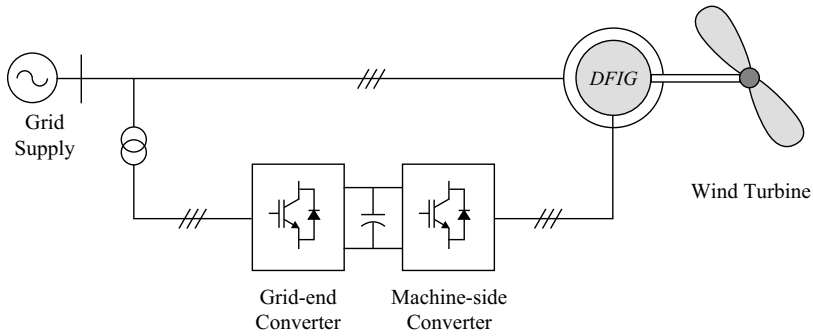 DFIG
Grid
Supply
Wind Turbine
Grid-end
Converter
Machine-side
Converter